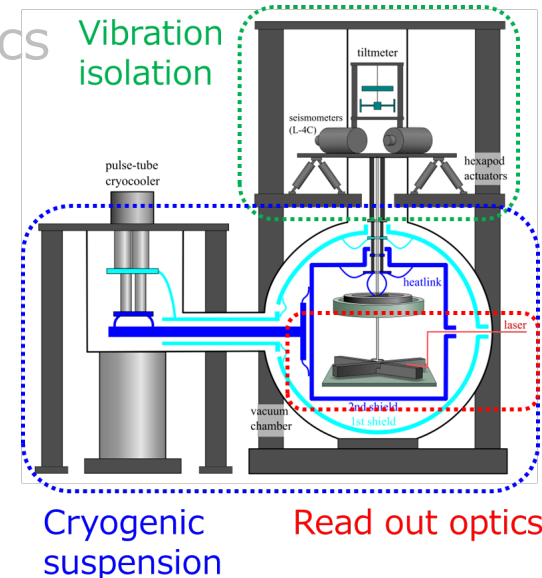 cs
Vibration
isolation
tiltmeter
seismometers
(L-4C)
hexapod
actuators
pulse-tube
cryocooler
heatlink
laser
2nd shield
1st shield
vacuum
chamber
Cryogenic
suspension
Read out optics